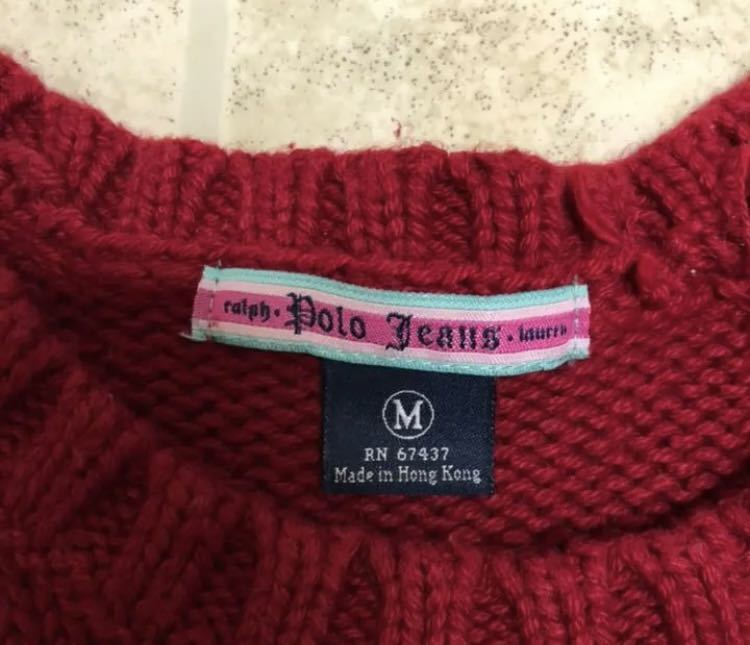 ralph · Polo Jeans · lauren
M
RN 67437
Made in Hong Kong